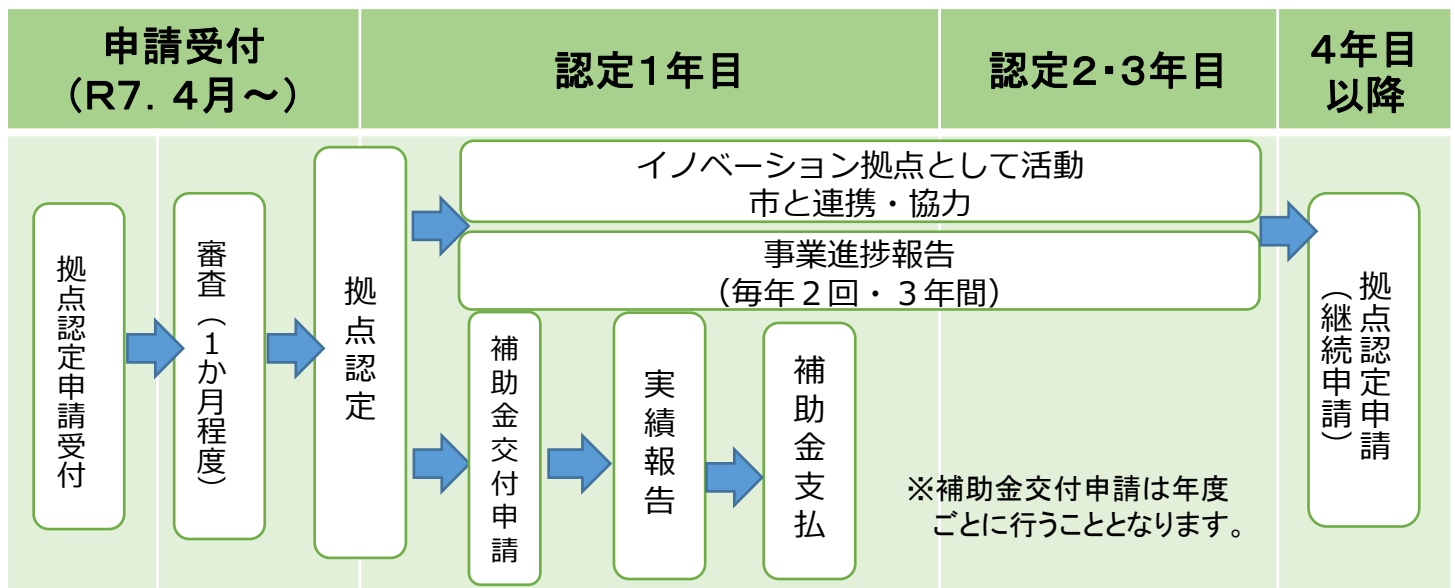 申請受付
（R7．4月～）
認定１年目
認定２・３年目
４年目
以降
拠点認定申請受付
審査（１か月程度）
拠点認定
イノベーション拠点として活動
市と連携・協力
事業進捗報告
（毎年２回・３年間）
補助金交付申請
実績報告
補助金支払
※補助金交付申請は年度
ごとに行うこととなります。
拠点認定申請
（継続申請）